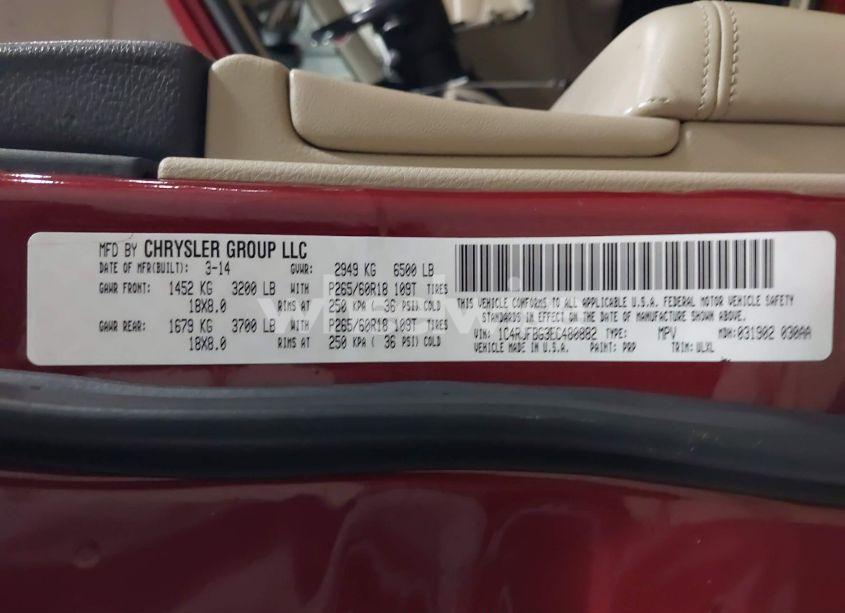 MFD BY CHRYSLER GROUP LLC
DATE OF MFR(BUILT): 3-14 GVWR: 2949 KG 6500 LB
GAWR FRONT: 1452 KG 3200 LB WITH P265/60R18 109T TIRES
18X8.0 RIMS AT 250 KPA ( 36 PSI) COLD
GAWR REAR: 1679 KG 3700 LB WITH P265/60R18 109T TIRES
18X8.0 RIMS AT 250 KPA ( 36 PSI) COLD
THIS VEHICLE CONFORMS TO ALL APPLICABLE U.S.A. FEDERAL MOTOR VEHICLE SAFETY
STANDARDS IN EFFECT ON THE DATE OF MANUFACTURE SHOWN ABOVE.
VIN: 1C4RJFBG3EC480882 TYPE: MPV MDH: 031902 030AA
VEHICLE MADE IN U.S.A. PAINT: PRP TRIM: ULXL